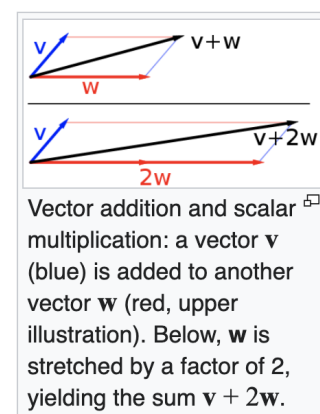 v
v+w
w
v
v+2w
2w
Vector addition and scalar
multiplication: a vector v
(blue) is added to another
vector w (red, upper
illustration). Below, w is
stretched by a factor of 2,
yielding the sum v + 2w.